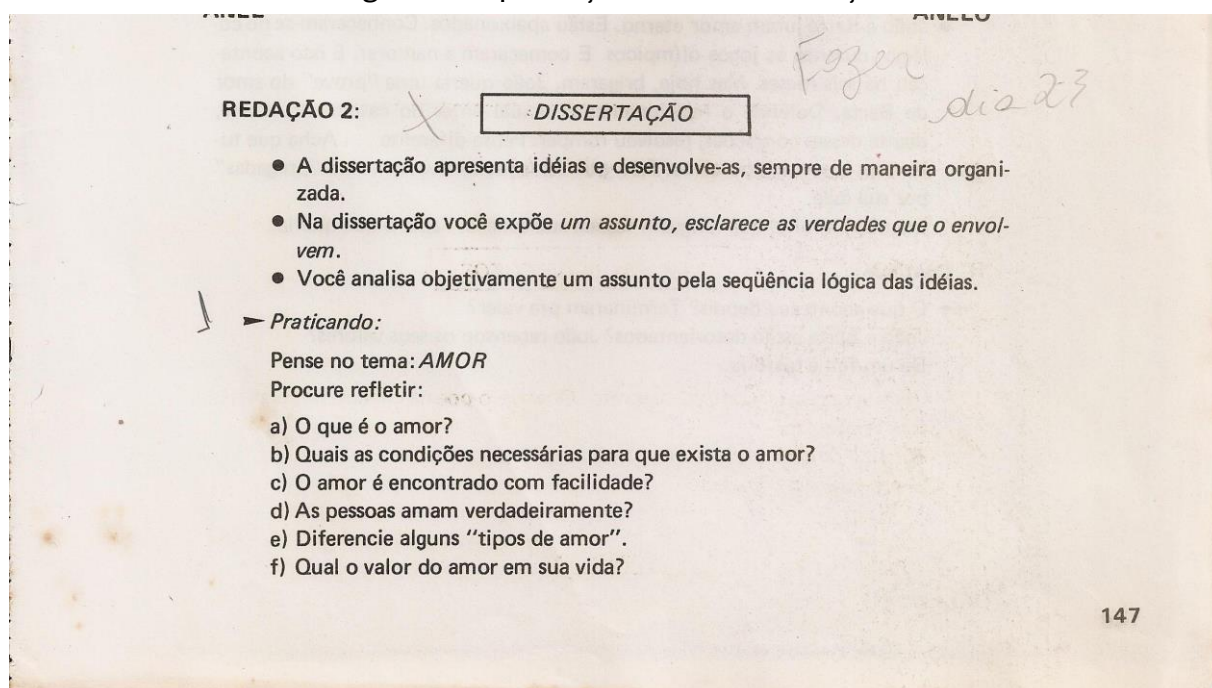 Fazer
dia 23
REDAÇÃO 2:
DISSERTAÇÃO
● A dissertação apresenta idéias e desenvolve-as, sempre de maneira organi-
zada.
● Na dissertação você expõe um assunto, esclarece as verdades que o envol-
vem.
● Você analisa objetivamente um assunto pela seqüência lógica das idéias.
► Praticando:
Pense no tema: AMOR
Procure refletir:
a) O que é o amor?
b) Quais as condições necessárias para que exista o amor?
c) O amor é encontrado com facilidade?
d) As pessoas amam verdadeiramente?
e) Diferencie alguns ‘‘tipos de amor’’.
f) Qual o valor do amor em sua vida?
147